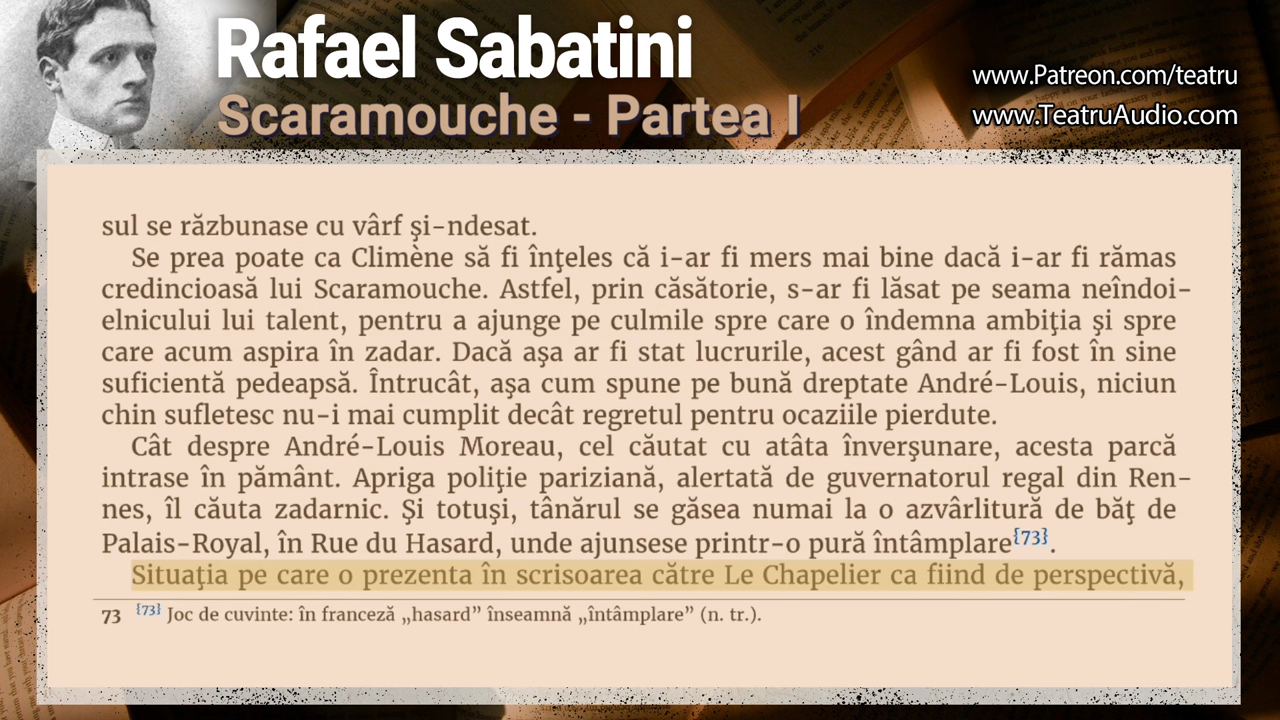 Rafael Sabatini
Scaramouche - Partea I
www.Patreon.com/teatru
www.TeatruAudio.com
sul se răzbunase cu vârf şi-ndesat.
Se prea poate ca Climène să fi înţeles că i-ar fi mers mai bine dacă i-ar fi rămas
credincioasă lui Scaramouche. Astfel, prin căsătorie, s-ar fi lăsat pe seama neîndoi-
elnicului lui talent, pentru a ajunge pe culmile spre care o îndemna ambiţia şi spre
care acum aspira în zadar. Dacă aşa ar fi stat lucrurile, acest gând ar fi fost în sine
suficientă pedeapsă. Întrucât, aşa cum spune pe bună dreptate André-Louis, niciun
chin sufletesc nu-i mai cumplit decât regretul pentru ocaziile pierdute.
Cât despre André-Louis Moreau, cel căutat cu atâta înverşunare, acesta parcă
intrase în pământ. Apriga poliţie pariziană, alertată de guvernatorul regal din Ren-
nes, îl căuta zadarnic. Şi totuşi, tânărul se găsea numai la o azvârlitură de băţ de
Palais-Royal, în Rue du Hasard, unde ajunsese printr-o pură întâmplare{73}.
Situaţia pe care o prezenta în scrisoarea către Le Chapelier ca fiind de perspectivă,
73 {73} Joc de cuvinte: în franceză „hasard” înseamnă „întâmplare” (n. tr.).